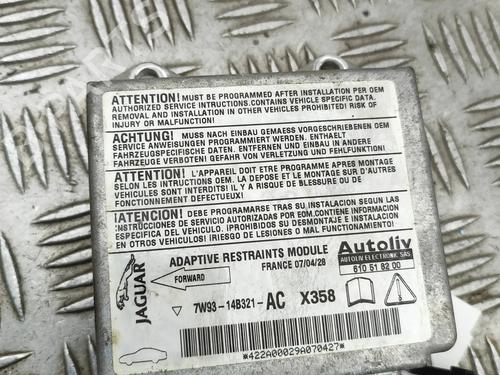 ATTENTION! MUST BE PROGRAMMED AFTER INSTALLATION PER OEM
AUTHORIZED SERVICE INSTRUCTIONS.CONTAINS VEHICLE SPECIFIC DATA.
REMOVAL AND INSTALLATION IN OTHER VEHICLES PROHIBITED! RISK OF
INJURY OR MALFUNCTION!
ACHTUNG! MUSS NACH EINBAU GEMAESS VORGESCHRIEBENEN OEM
SERVICE ANWEISUNGEN PROGRAMMIERT WERDEN. ENTHAELT
FAHRZEUGSPEZIFISCHE DATEN. ENTFERNEN UND EINBAU IN ANDERE
FAHRZEUGE VERBOTEN! GEFAHR VON VERLETZUNG UND FEHLFUNKTION!
ATTENTION! L'APPAREIL DOIT ETRE PROGRAMME APRES MONTAGE
SELON LES INSTRUCTIONS OEM. LA DEPOSE ET LE MONTAGE SUR D'AUTRES
VEHICULES SONT INTERDITS! IL Y A RISQUE DE BLESSURE OU DE
FONCTIONNEMENT DEFECTUEUX!
¡ATENCION! DEBE PROGRAMARSE TRAS SU INSTALACION SEGUN LAS
INSTRUCCIONES DE SERVICIO AUTORIZADAS POR EOM.CONTIENE UN VEHICULO
ESPECIFICA DEL VEHICULO. ¡PROHIBIDOS SU DESMONTAJE E INSTALACION
EN OTROS VEHICULOS! ¡RIESGO DE LESIONES O MAL FUNCIONAMIENTO!
JAGUAR
FORWARD
ADAPTIVE RESTRAINTS MODULE
FRANCE 07/04/28
Autoliv
AUTOLIV ELECTRONIC SAS
610 51 82 00
7W93-14B321-AC X358
*422A00029A070427*